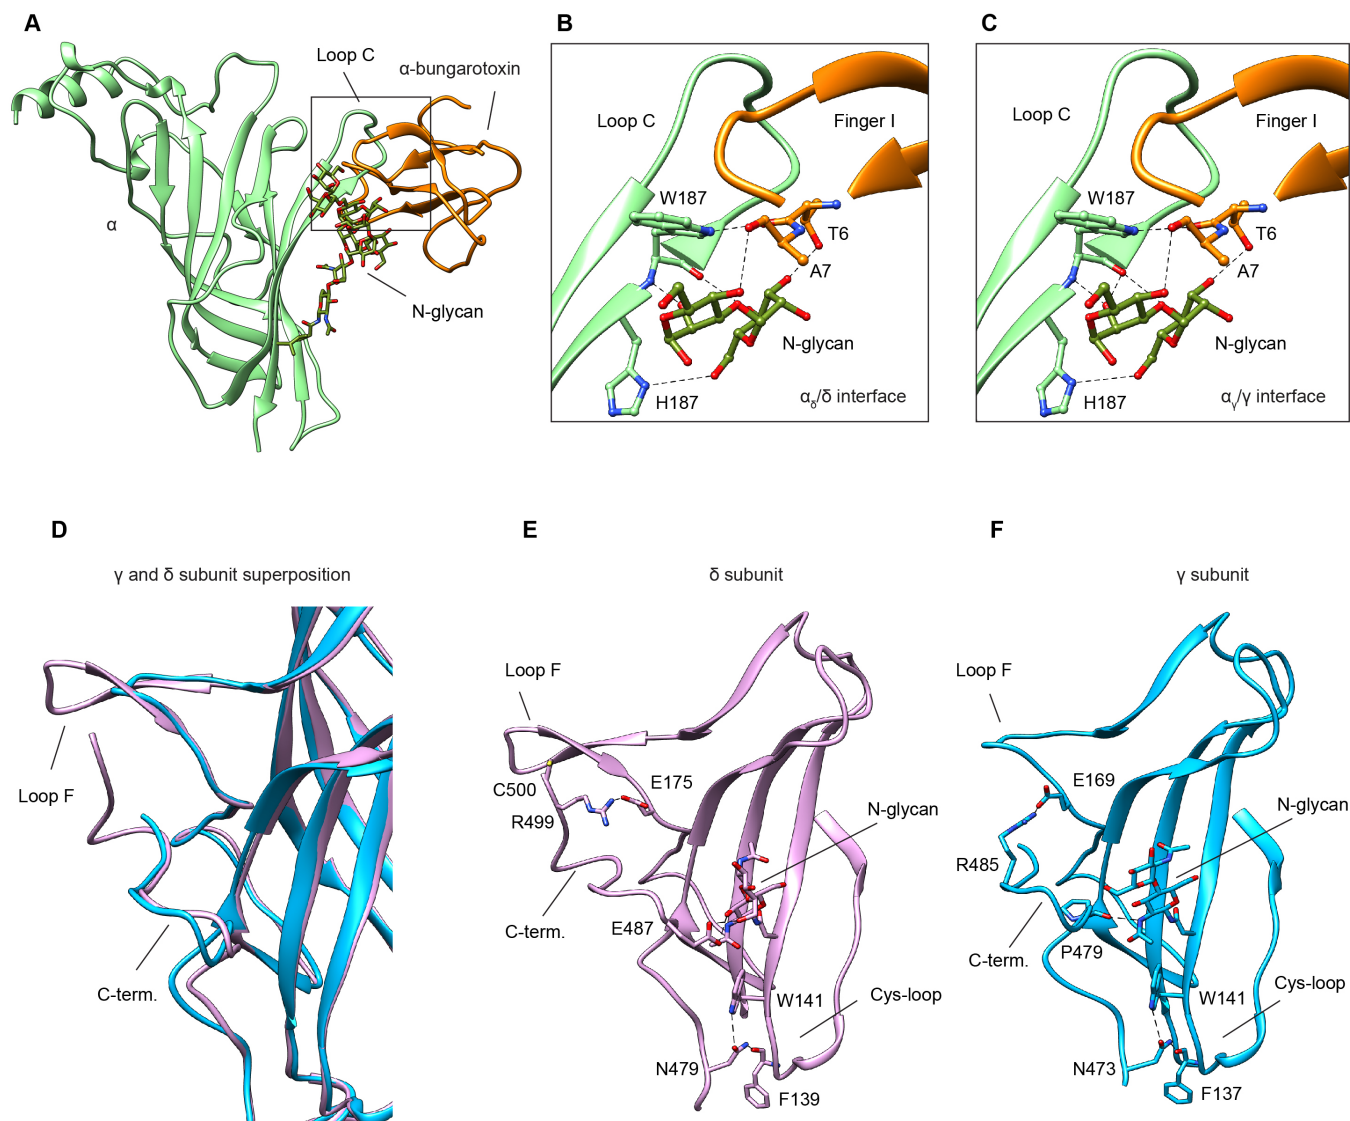 A
Loop C
α-bungarotoxin
α
N-glycan
B
Loop C
Finger I
W187
T6
A7
N-glycan
H187
αδ/δ interface
C
Loop C
Finger I
W187
T6
A7
N-glycan
H187
αγ/γ interface
D
γ and δ subunit superposition
Loop F
C-term.
E
δ subunit
Loop F
E175
C500
R499
N-glycan
C-term.
E487
W141
Cys-loop
N479
F139
F
γ subunit
Loop F
E169
N-glycan
R485
P479
C-term.
W141
Cys-loop
N473
F137